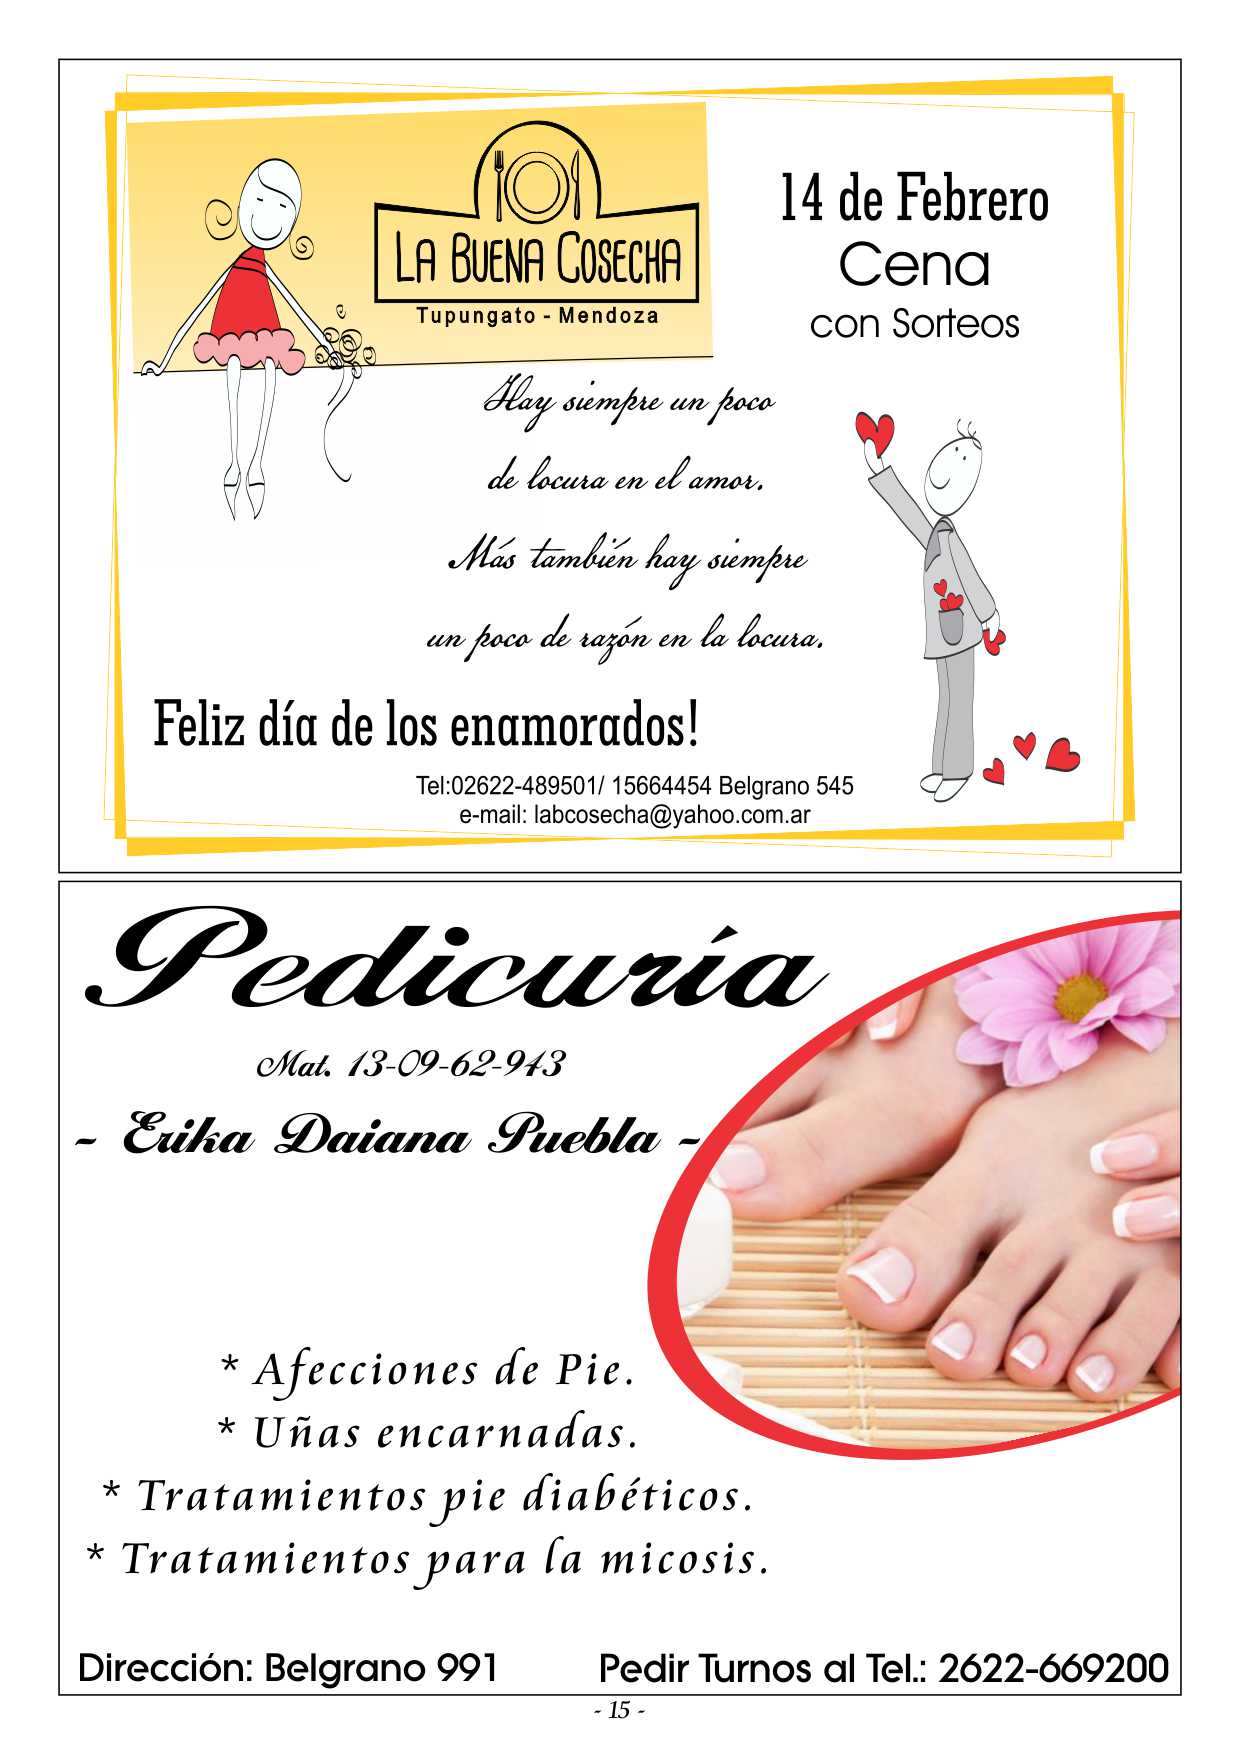 LA BUENA COSECHA
Tupungato - Mendoza
14 de Febrero
Cena
con Sorteos
Hay siempre un poco
de locura en el amor.
Más también hay siempre
un poco de razón en la locura.
Feliz día de los enamorados!
Tel:02622-489501/ 15664454 Belgrano 545
e-mail: labcosecha@yahoo.com.ar
Pedicuría
Mat. 13-09-62-943
- Erika Daiana Puebla -
* Afecciones de Pie.
* Uñas encarnadas.
* Tratamientos pie diabéticos.
* Tratamientos para la micosis.
Dirección: Belgrano 991
Pedir Turnos al Tel.: 2622-669200
- 15 -